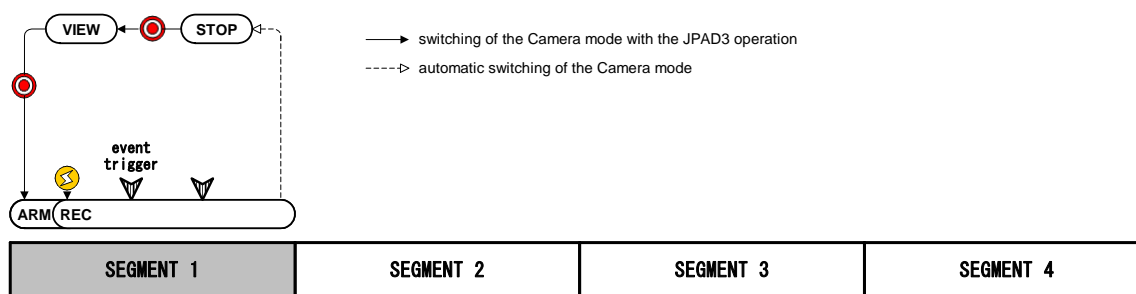 VIEW STOP
switching of the Camera mode with the JPAD3 operation
automatic switching of the Camera mode
event
trigger
ARM REC
SEGMENT 1 SEGMENT 2 SEGMENT 3 SEGMENT 4